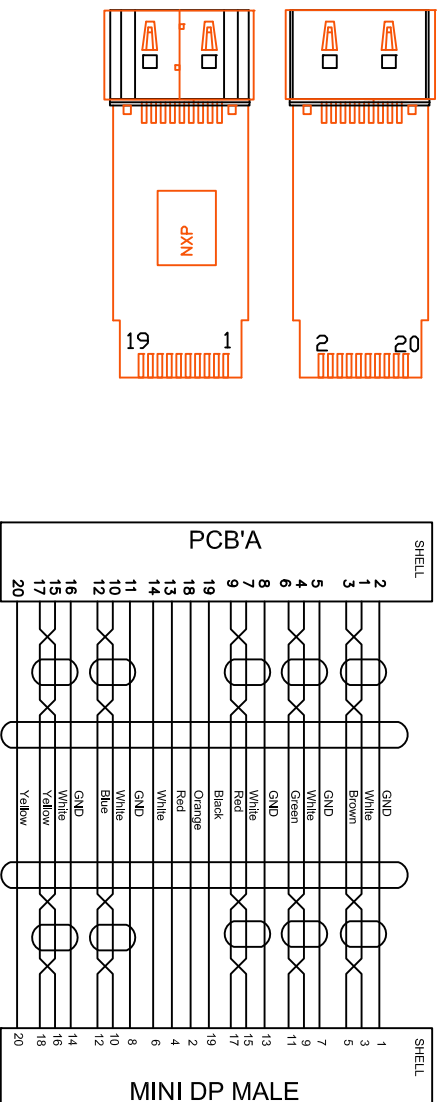 NXP
19 1
2 20
PCB'A
SHELL SHELL
2 GND 1
1 White 3
3 Brown 5
5 GND 7
4 White 9
6 Green 11
8 GND 13
7 White 15
9 Red 17
19 Black 19
18 Orange 2
13 Red 4
14 White 6
11 GND 8
10 White 10
12 Blue 12
16 GND 14
15 White 16
17 Yellow 18
20 Yellow 20
MINI DP MALE